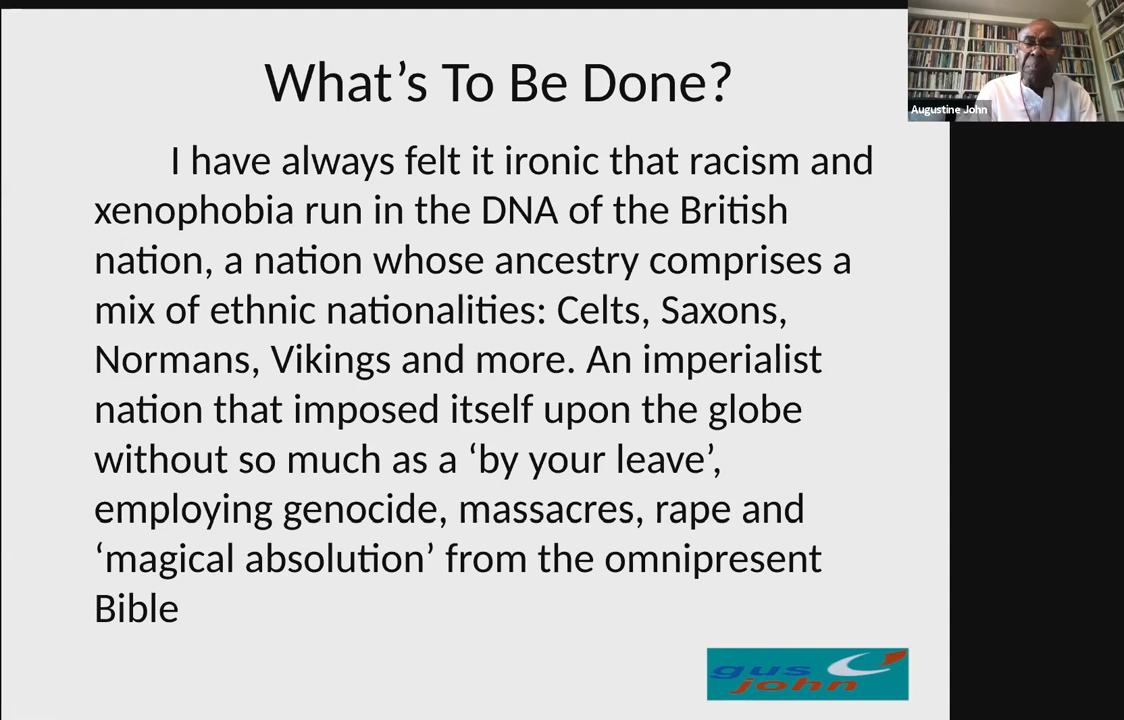 What’s To Be Done?
Augustine John
I have always felt it ironic that racism and
xenophobia run in the DNA of the British
nation, a nation whose ancestry comprises a
mix of ethnic nationalities: Celts, Saxons,
Normans, Vikings and more. An imperialist
nation that imposed itself upon the globe
without so much as a ‘by your leave’,
employing genocide, massacres, rape and
‘magical absolution’ from the omnipresent
Bible
gus
john